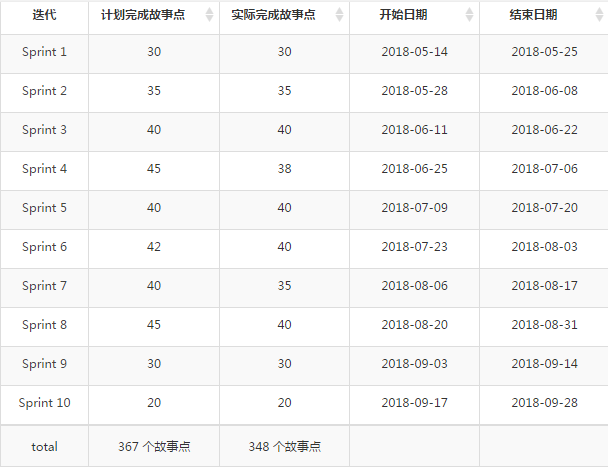 迭代 计划完成故事点 实际完成故事点 开始日期 结束日期
Sprint 1 30 30 2018-05-14 2018-05-25
Sprint 2 35 35 2018-05-28 2018-06-08
Sprint 3 40 40 2018-06-11 2018-06-22
Sprint 4 45 38 2018-06-25 2018-07-06
Sprint 5 40 40 2018-07-09 2018-07-20
Sprint 6 42 40 2018-07-23 2018-08-03
Sprint 7 40 35 2018-08-06 2018-08-17
Sprint 8 45 40 2018-08-20 2018-08-31
Sprint 9 30 30 2018-09-03 2018-09-14
Sprint 10 20 20 2018-09-17 2018-09-28
total 367 个故事点 348 个故事点